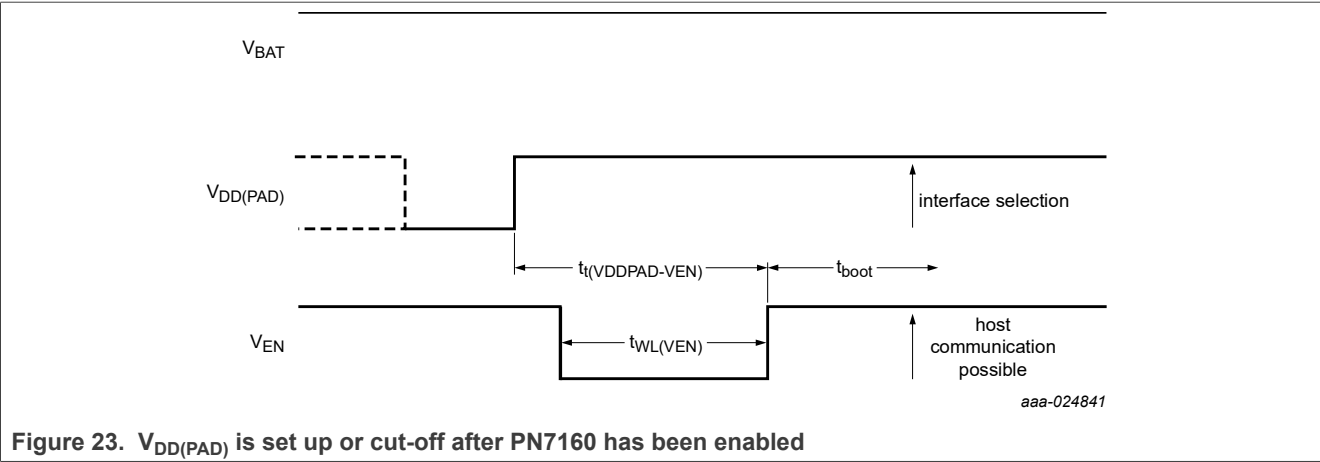 VBAT
VDD(PAD)
interface selection
tt(VDDPAD-VEN)
tboot
VEN
tWL(VEN)
host
communication
possible
aaa-024841
Figure 23. VDD(PAD) is set up or cut-off after PN7160 has been enabled